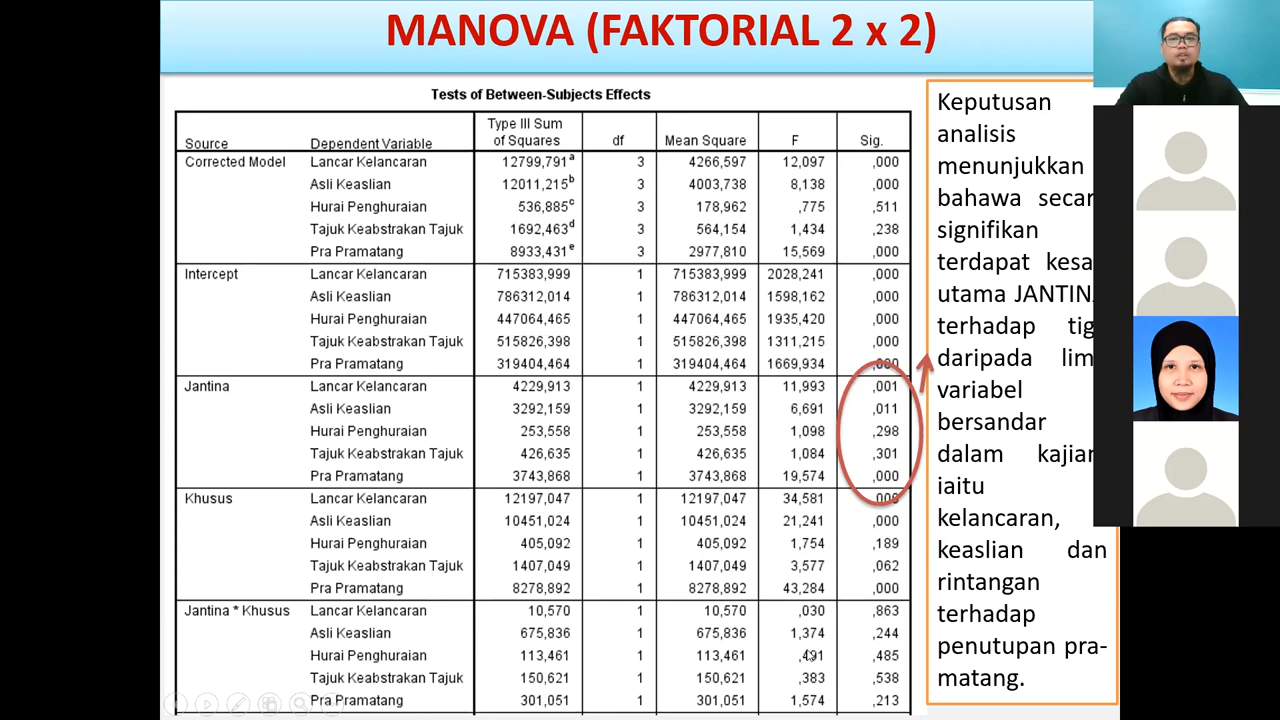 MANOVA (FAKTORIAL 2 x 2)
Tests of Between-Subjects Effects
Source Dependent Variable Type III Sum of Squares df Mean Square F Sig.
Corrected Model Lancar Kelancaran 12799,791a 3 4266,597 12,097 ,000
Asli Keaslian 12011,215b 3 4003,738 8,138 ,000
Hurai Penghuraian 536,885c 3 178,962 ,775 ,511
Tajuk Keabstrakan Tajuk 1692,463d 3 564,154 1,434 ,238
Pra Pramatang 8933,431e 3 2977,810 15,569 ,000
Intercept Lancar Kelancaran 715383,999 1 715383,999 2028,241 ,000
Asli Keaslian 786312,014 1 786312,014 1598,162 ,000
Hurai Penghuraian 447064,465 1 447064,465 1935,420 ,000
Tajuk Keabstrakan Tajuk 515826,398 1 515826,398 1311,215 ,000
Pra Pramatang 319404,464 1 319404,464 1669,934 ,000
Jantina Lancar Kelancaran 4229,913 1 4229,913 11,993 ,001
Asli Keaslian 3292,159 1 3292,159 6,691 ,011
Hurai Penghuraian 253,558 1 253,558 1,098 ,298
Tajuk Keabstrakan Tajuk 426,635 1 426,635 1,084 ,301
Pra Pramatang 3743,868 1 3743,868 19,574 ,000
Khusus Lancar Kelancaran 12197,047 1 12197,047 34,581 ,000
Asli Keaslian 10451,024 1 10451,024 21,241 ,000
Hurai Penghuraian 405,092 1 405,092 1,754 ,189
Tajuk Keabstrakan Tajuk 1407,049 1 1407,049 3,577 ,062
Pra Pramatang 8278,892 1 8278,892 43,284 ,000
Jantina * Khusus Lancar Kelancaran 10,570 1 10,570 ,030 ,863
Asli Keaslian 675,836 1 675,836 1,374 ,244
Hurai Penghuraian 113,461 1 113,461 ,491 ,485
Tajuk Keabstrakan Tajuk 150,621 1 150,621 ,383 ,538
Pra Pramatang 301,051 1 301,051 1,574 ,213
Keputusan
analisis
menunjukkan
bahawa
signifikan
terdapat
utama
terhadap
daripada
variabel
bersandar
dalam
iaitu
kelancaran,
keaslian dan
rintangan
terhadap
penutupan pra-
matang.